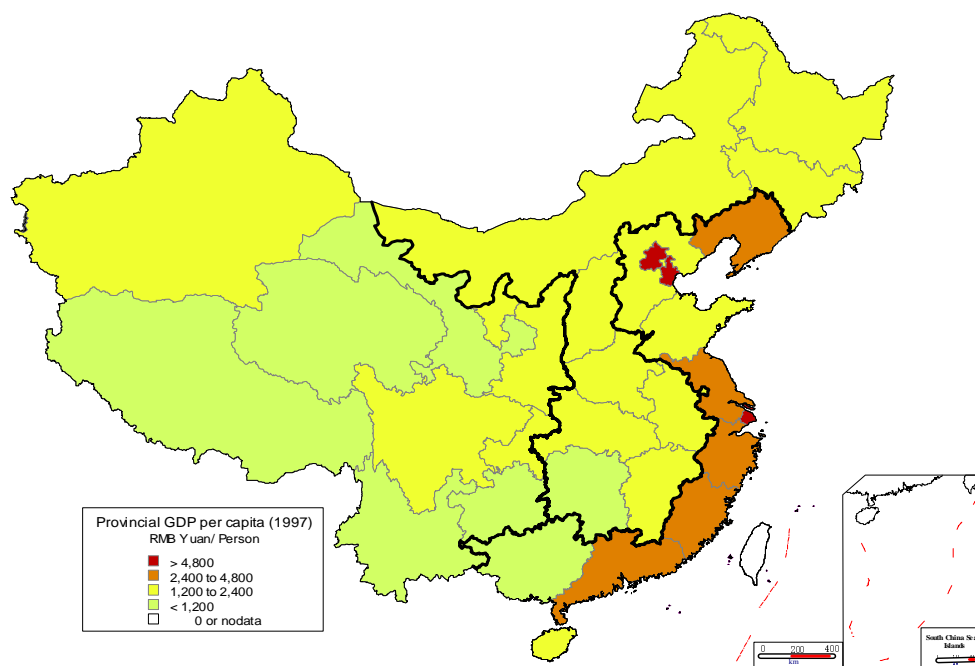 Provincial GDP per capita (1997)
RMB Yuan/ Person
> 4,800
2,400 to 4,800
1,200 to 2,400
< 1,200
0 or nodata
0 200 400
km
South China Sea
Islands